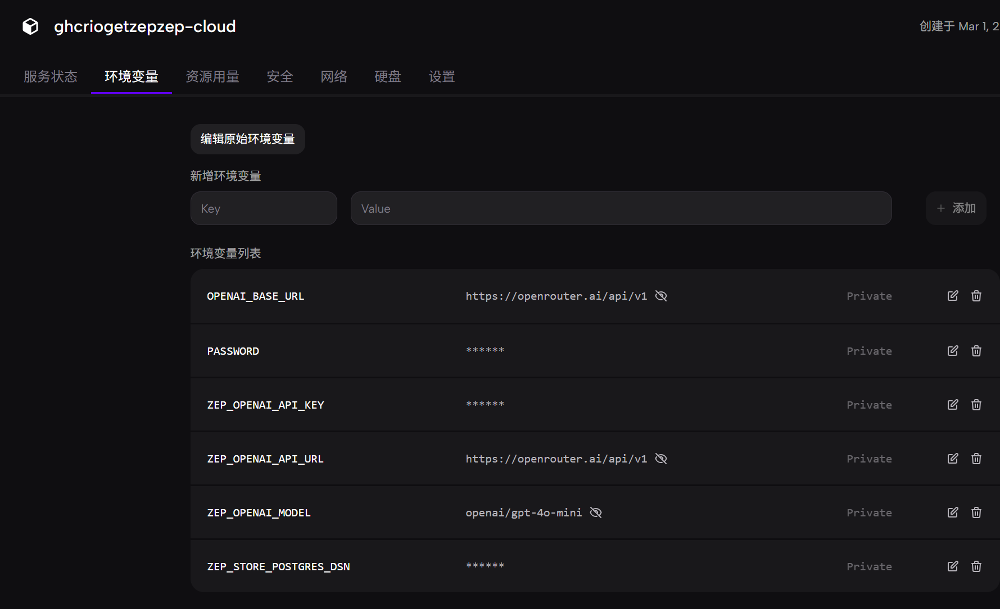 ghcriogetzepzep-cloud
创建于 Mar 1, 2
服务状态 环境变量 资源用量 安全 网络 硬盘 设置
编辑原始环境变量
新增环境变量
Key Value + 添加
环境变量列表
OPENAI_BASE_URL https://openrouter.ai/api/v1 Private
PASSWORD ****** Private
ZEP_OPENAI_API_KEY ****** Private
ZEP_OPENAI_API_URL https://openrouter.ai/api/v1 Private
ZEP_OPENAI_MODEL openai/gpt-4o-mini Private
ZEP_STORE_POSTGRES_DSN ****** Private